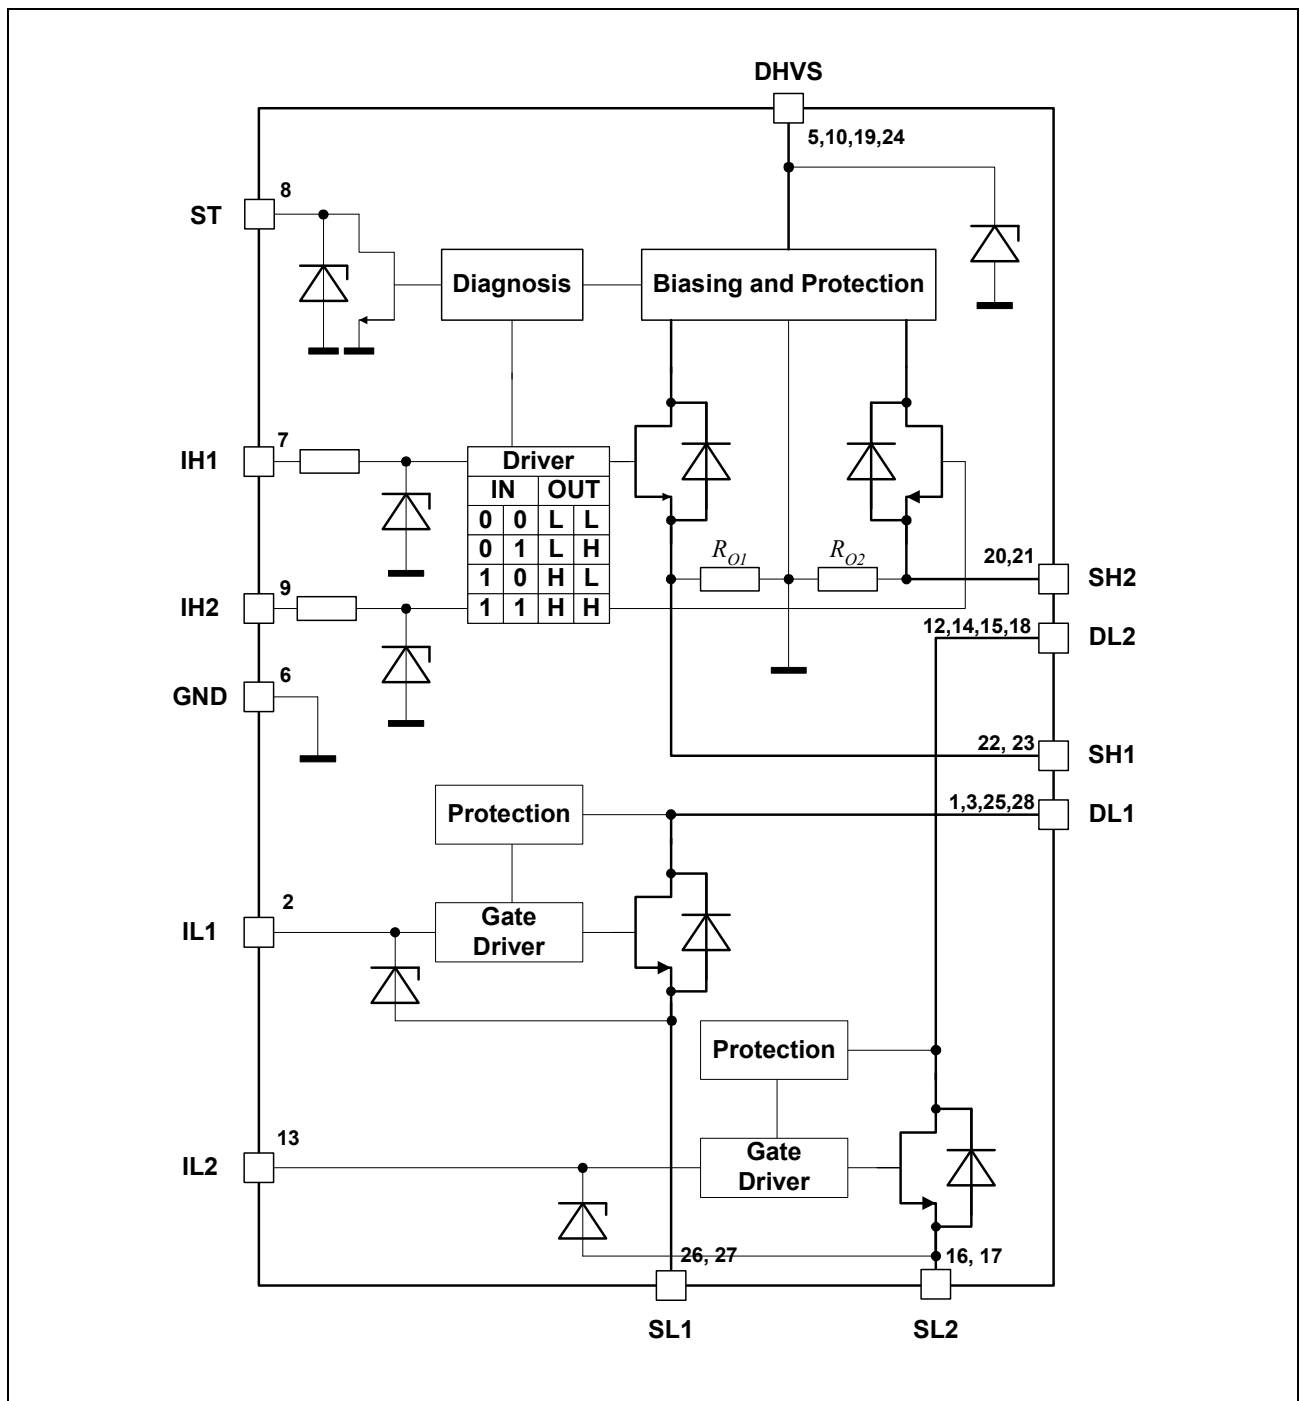 DHVS
5,10,19,24
8
ST
Diagnosis
Biasing and Protection
7
IH1
Driver
IN OUT
0 0 L L
0 1 L H
1 0 H L
1 1 H H
RO1
RO2
20,21
SH2
9
IH2
12,14,15,18
DL2
6
GND
22, 23
SH1
1,3,25,28
DL1
Protection
2
IL1
Gate
Driver
Protection
13
IL2
Gate
Driver
26, 27
16, 17
SL1
SL2